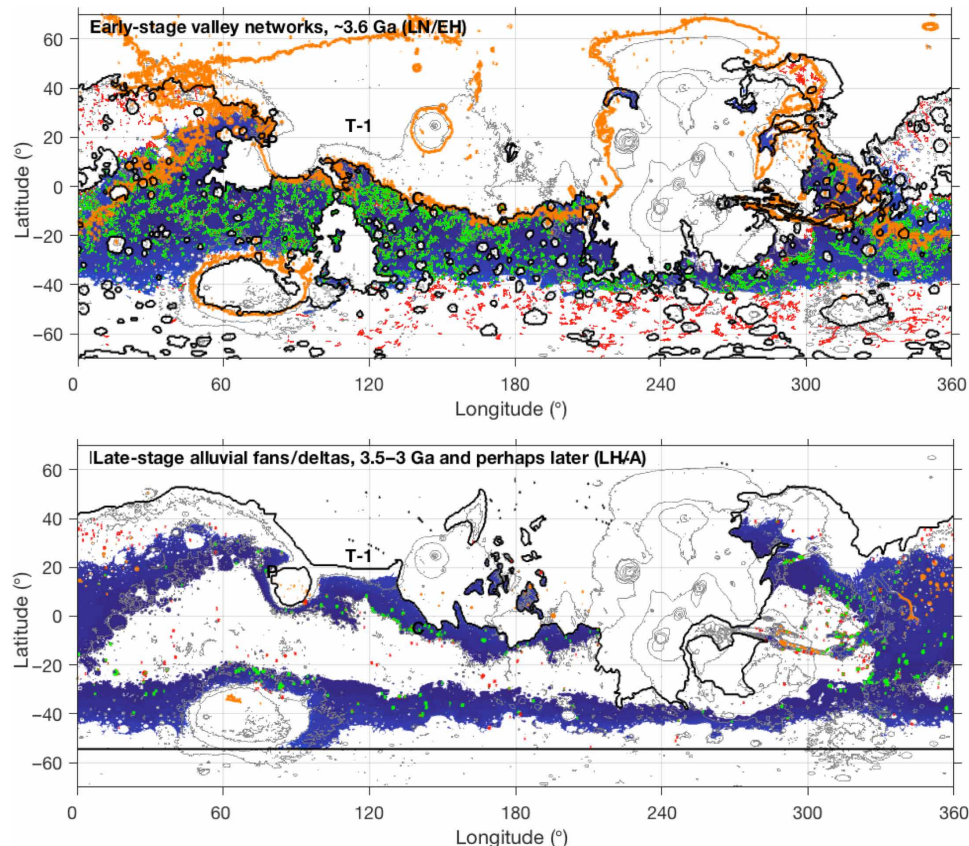 Early-stage valley networks, ~3.6 Ga (LN/EH)
60
40
20
0
−20
−40
−60
Latitude (°)
T-1
P
C
G
0
60
120
180
240
300
360
Longitude (°)
Late-stage alluvial fans/deltas, 3.5–3 Ga and perhaps later (LH/A)
60
40
20
0
−20
−40
−60
Latitude (°)
T-1
P
C
0
60
120
180
240
300
360
Longitude (°)